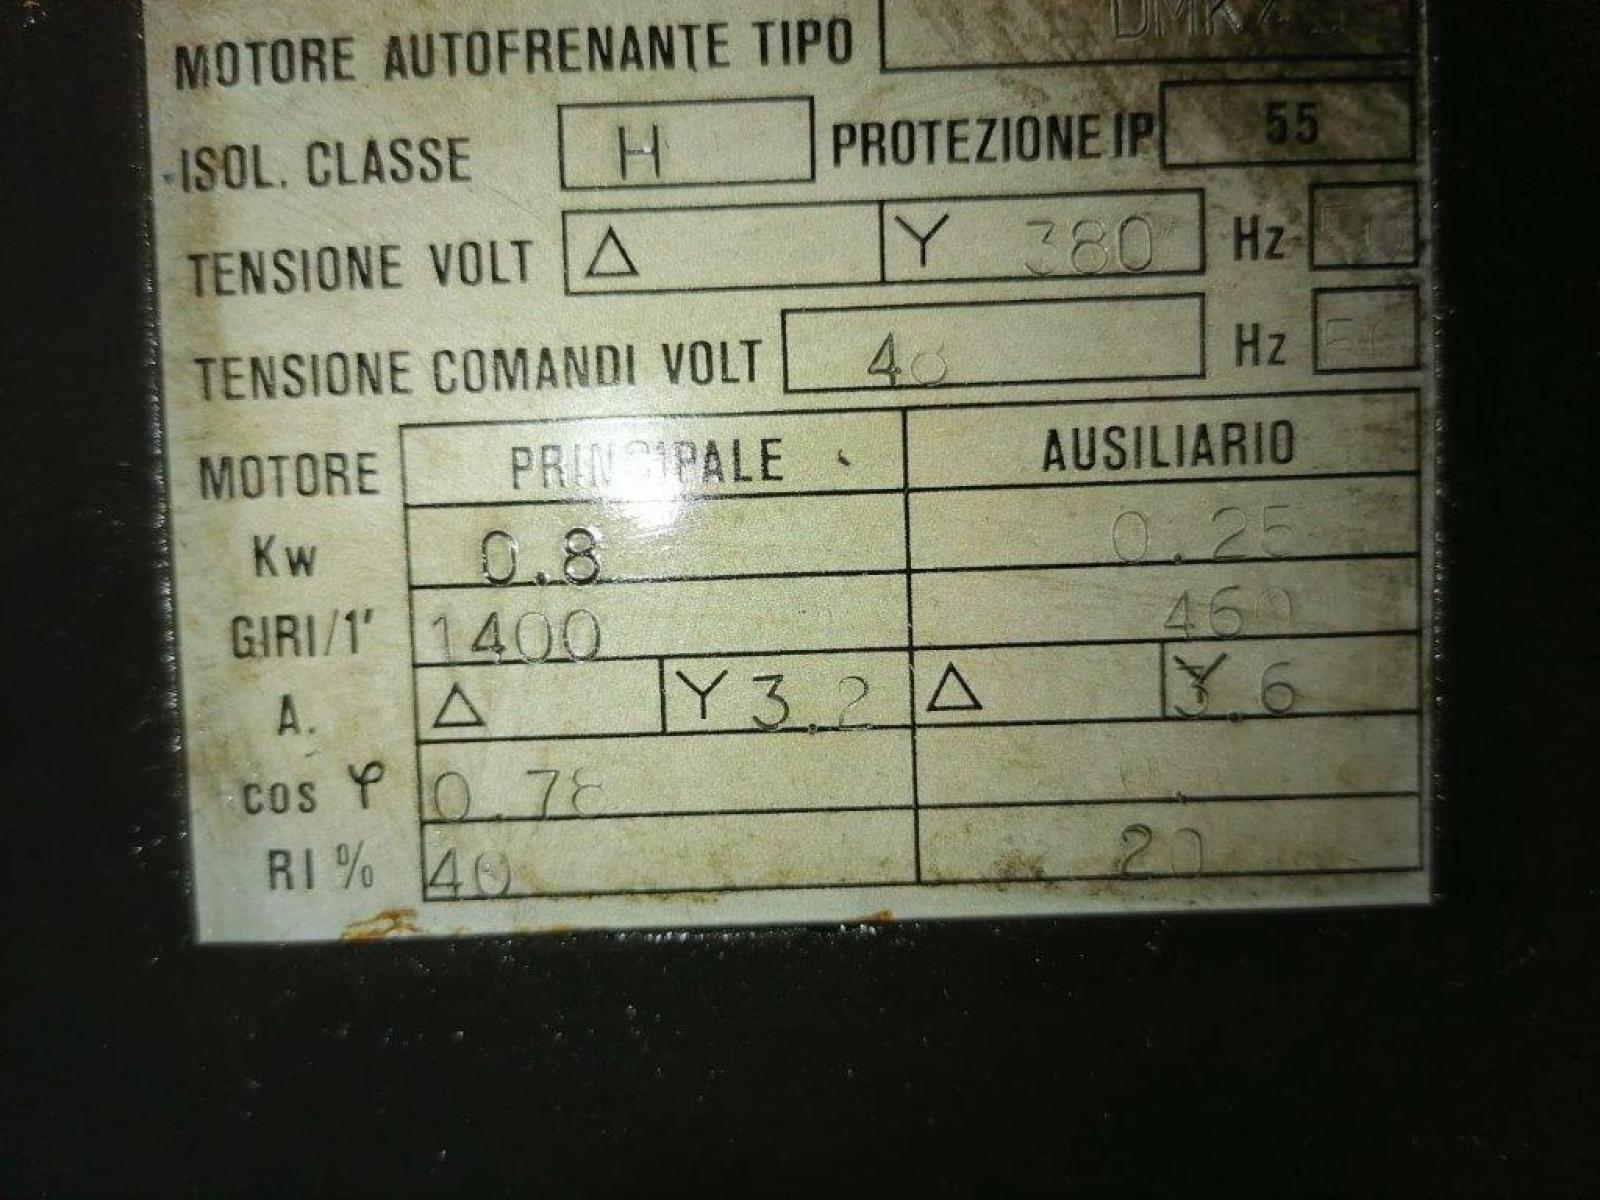 MOTORE AUTOFRENANTE TIPO
ISOL. CLASSE H PROTEZIONE IP 55
TENSIONE VOLT Δ Y 380 Hz 50
TENSIONE COMANDI VOLT 48 Hz 50
MOTORE PRINCIPALE AUSILIARIO
Kw 0.8 0.25
GIRI/1' 1400 460
A. Δ Y 3.2 Δ Y 3.6
cos φ 0.78
RI % 40 20